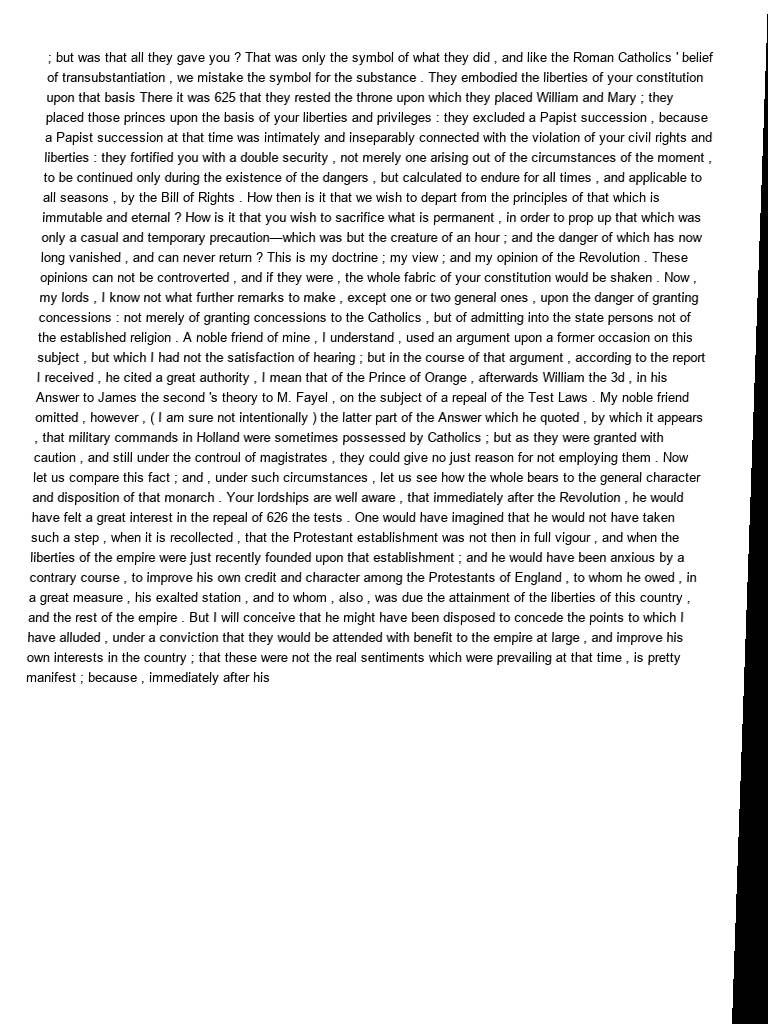 ; but was that all they gave you ? That was only the symbol of what they did , and like the Roman Catholics ' belief
of transubstantiation , we mistake the symbol for the substance . They embodied the liberties of your constitution
upon that basis There it was 625 that they rested the throne upon which they placed William and Mary ; they
placed those princes upon the basis of your liberties and privileges : they excluded a Papist succession , because
a Papist succession at that time was intimately and inseparably connected with the violation of your civil rights and
liberties : they fortified you with a double security , not merely one arising out of the circumstances of the moment ,
to be continued only during the existence of the dangers , but calculated to endure for all times , and applicable to
all seasons , by the Bill of Rights . How then is it that we wish to depart from the principles of that which is
immutable and eternal ? How is it that you wish to sacrifice what is permanent , in order to prop up that which was
only a casual and temporary precaution—which was but the creature of an hour ; and the danger of which has now
long vanished , and can never return ? This is my doctrine ; my view ; and my opinion of the Revolution . These
opinions can not be controverted , and if they were , the whole fabric of your constitution would be shaken . Now ,
my lords , I know not what further remarks to make , except one or two general ones , upon the danger of granting
concessions : not merely of granting concessions to the Catholics , but of admitting into the state persons not of
the established religion . A noble friend of mine , I understand , used an argument upon a former occasion on this
subject , but which I had not the satisfaction of hearing ; but in the course of that argument , according to the report
I received , he cited a great authority , I mean that of the Prince of Orange , afterwards William the 3d , in his
Answer to James the second 's theory to M. Fayel , on the subject of a repeal of the Test Laws . My noble friend
omitted , however , ( I am sure not intentionally ) the latter part of the Answer which he quoted , by which it appears
, that military commands in Holland were sometimes possessed by Catholics ; but as they were granted with
caution , and still under the controul of magistrates , they could give no just reason for not employing them . Now
let us compare this fact ; and , under such circumstances , let us see how the whole bears to the general character
and disposition of that monarch . Your lordships are well aware , that immediately after the Revolution , he would
have felt a great interest in the repeal of 626 the tests . One would have imagined that he would not have taken
such a step , when it is recollected , that the Protestant establishment was not then in full vigour , and when the
liberties of the empire were just recently founded upon that establishment ; and he would have been anxious by a
contrary course , to improve his own credit and character among the Protestants of England , to whom he owed , in
a great measure , his exalted station , and to whom , also , was due the attainment of the liberties of this country ,
and the rest of the empire . But I will conceive that he might have been disposed to concede the points to which I
have alluded , under a conviction that they would be attended with benefit to the empire at large , and improve his
own interests in the country ; that these were not the real sentiments which were prevailing at that time , is pretty
manifest ; because , immediately after his